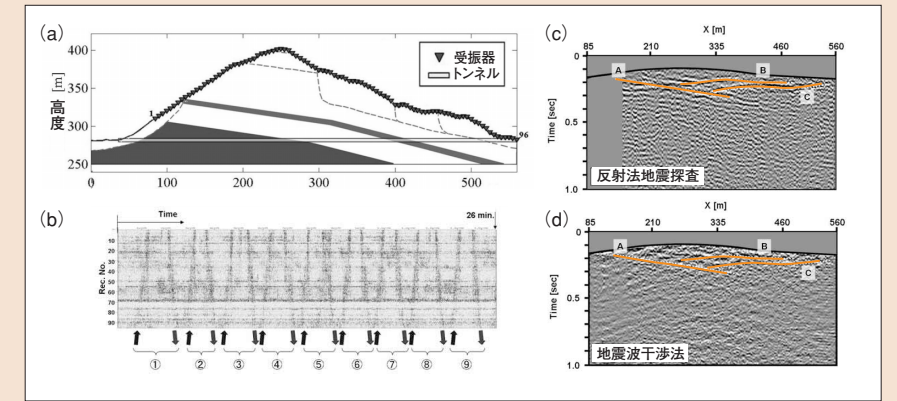 (a)
400
350
300
250
[m]
高度
受振器
トンネル
1
96
0
100
200
300
400
500
(b)
Time
26 min.
Rec. No.
10
20
30
40
50
60
70
80
90
① ② ③ ④ ⑤ ⑥ ⑦ ⑧ ⑨
(c)
X [m]
85 210 335 460 560
Time [sec]
0
0.5
1.0
A
B
C
反射法地震探査
(d)
X [m]
85 210 335 460 560
Time [sec]
0
0.5
1.0
A
B
C
地震波干渉法